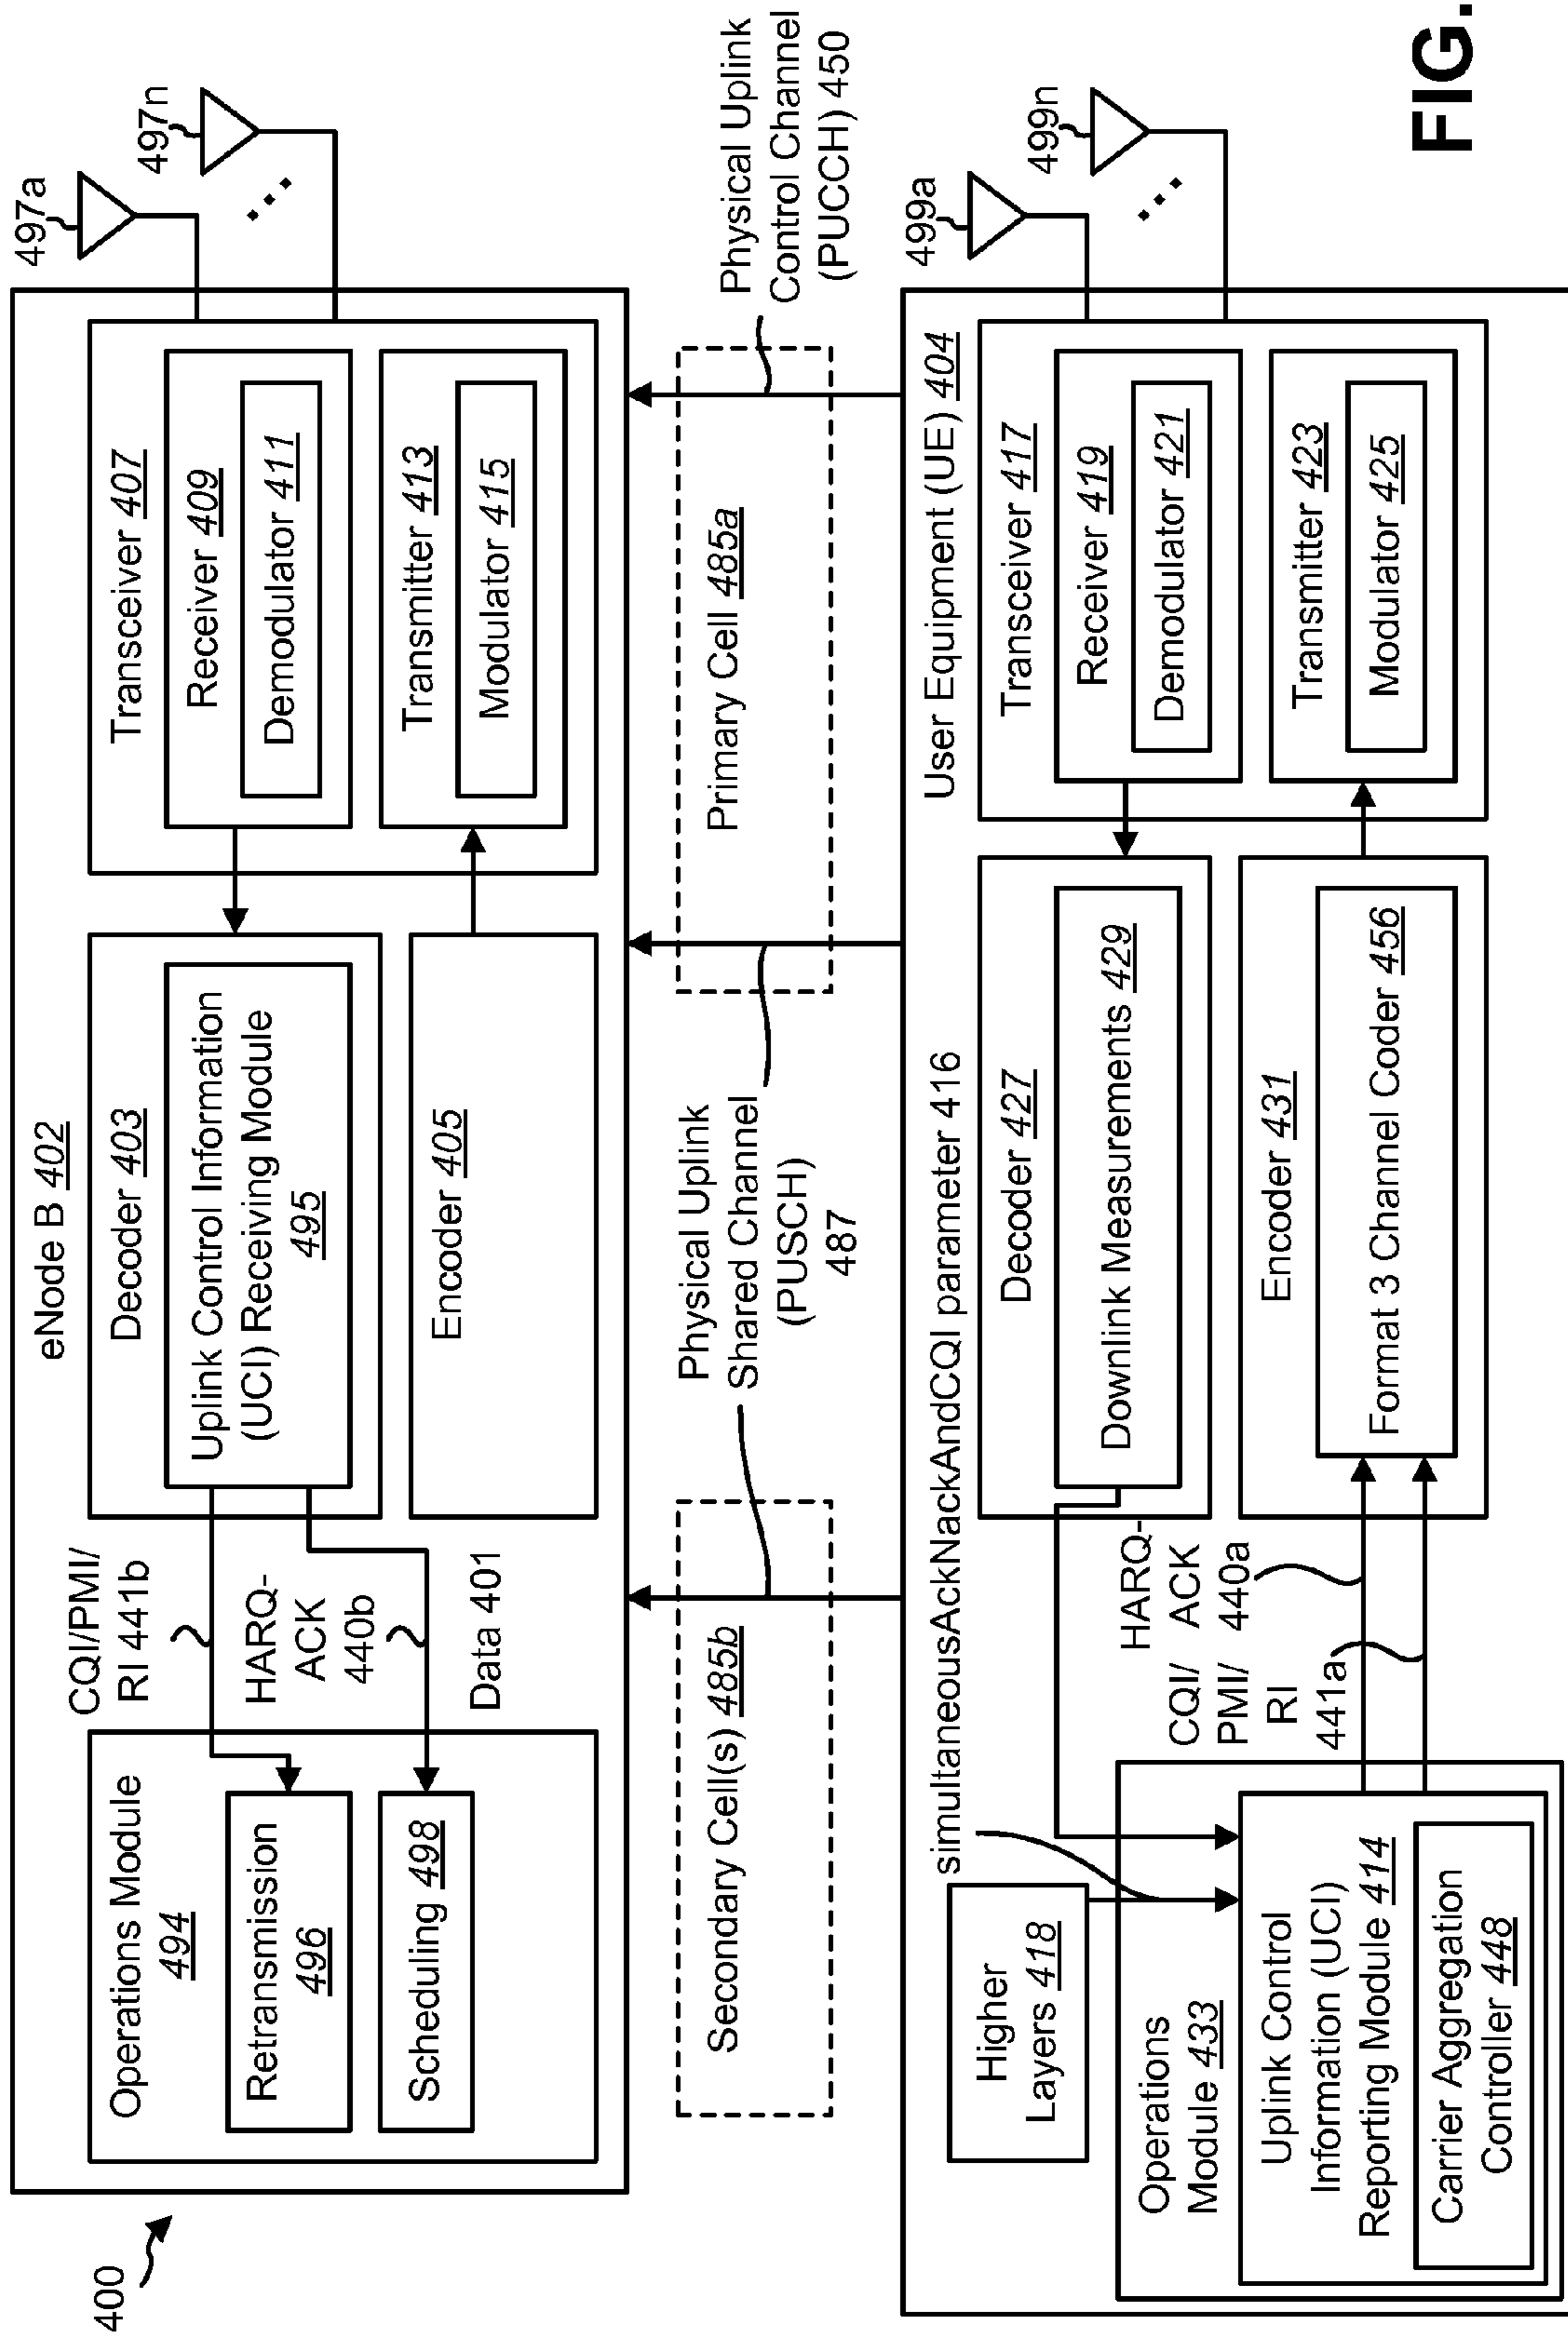 400
eNode B 402
Operations Module
494
Retransmission
496
Scheduling 498
CQI/PMI/
RI 441b
HARQ-
ACK
440b
Data 401
Decoder 403
Uplink Control Information
(UCI) Receiving Module
495
Encoder 405
Transceiver 407
Receiver 409
Demodulator 411
Transmitter 413
Modulator 415
497a
497n
Secondary Cell(s) 485b
Physical Uplink
Shared Channel
(PUSCH)
487
Primary Cell 485a
Physical Uplink
Control Channel
(PUCCH) 450
simultaneousAckNackAndCQI parameter 416
User Equipment (UE) 404
Higher
Layers 418
Operations
Module 433
Uplink Control
Information (UCI)
Reporting Module 414
Carrier Aggregation
Controller 448
HARQ-
ACK
440a
CQI/
PMI/
RI
441a
Decoder 427
Downlink Measurements 429
Encoder 431
Format 3 Channel Coder 456
Transceiver 417
Receiver 419
Demodulator 421
Transmitter 423
Modulator 425
499a
499n
FIG.